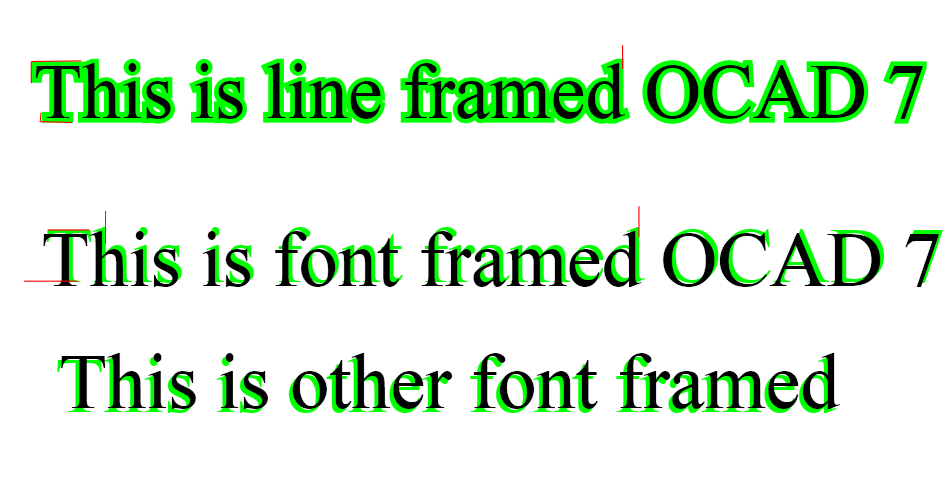 This is line framed OCAD 7
This is font framed OCAD 7
This is other font framed